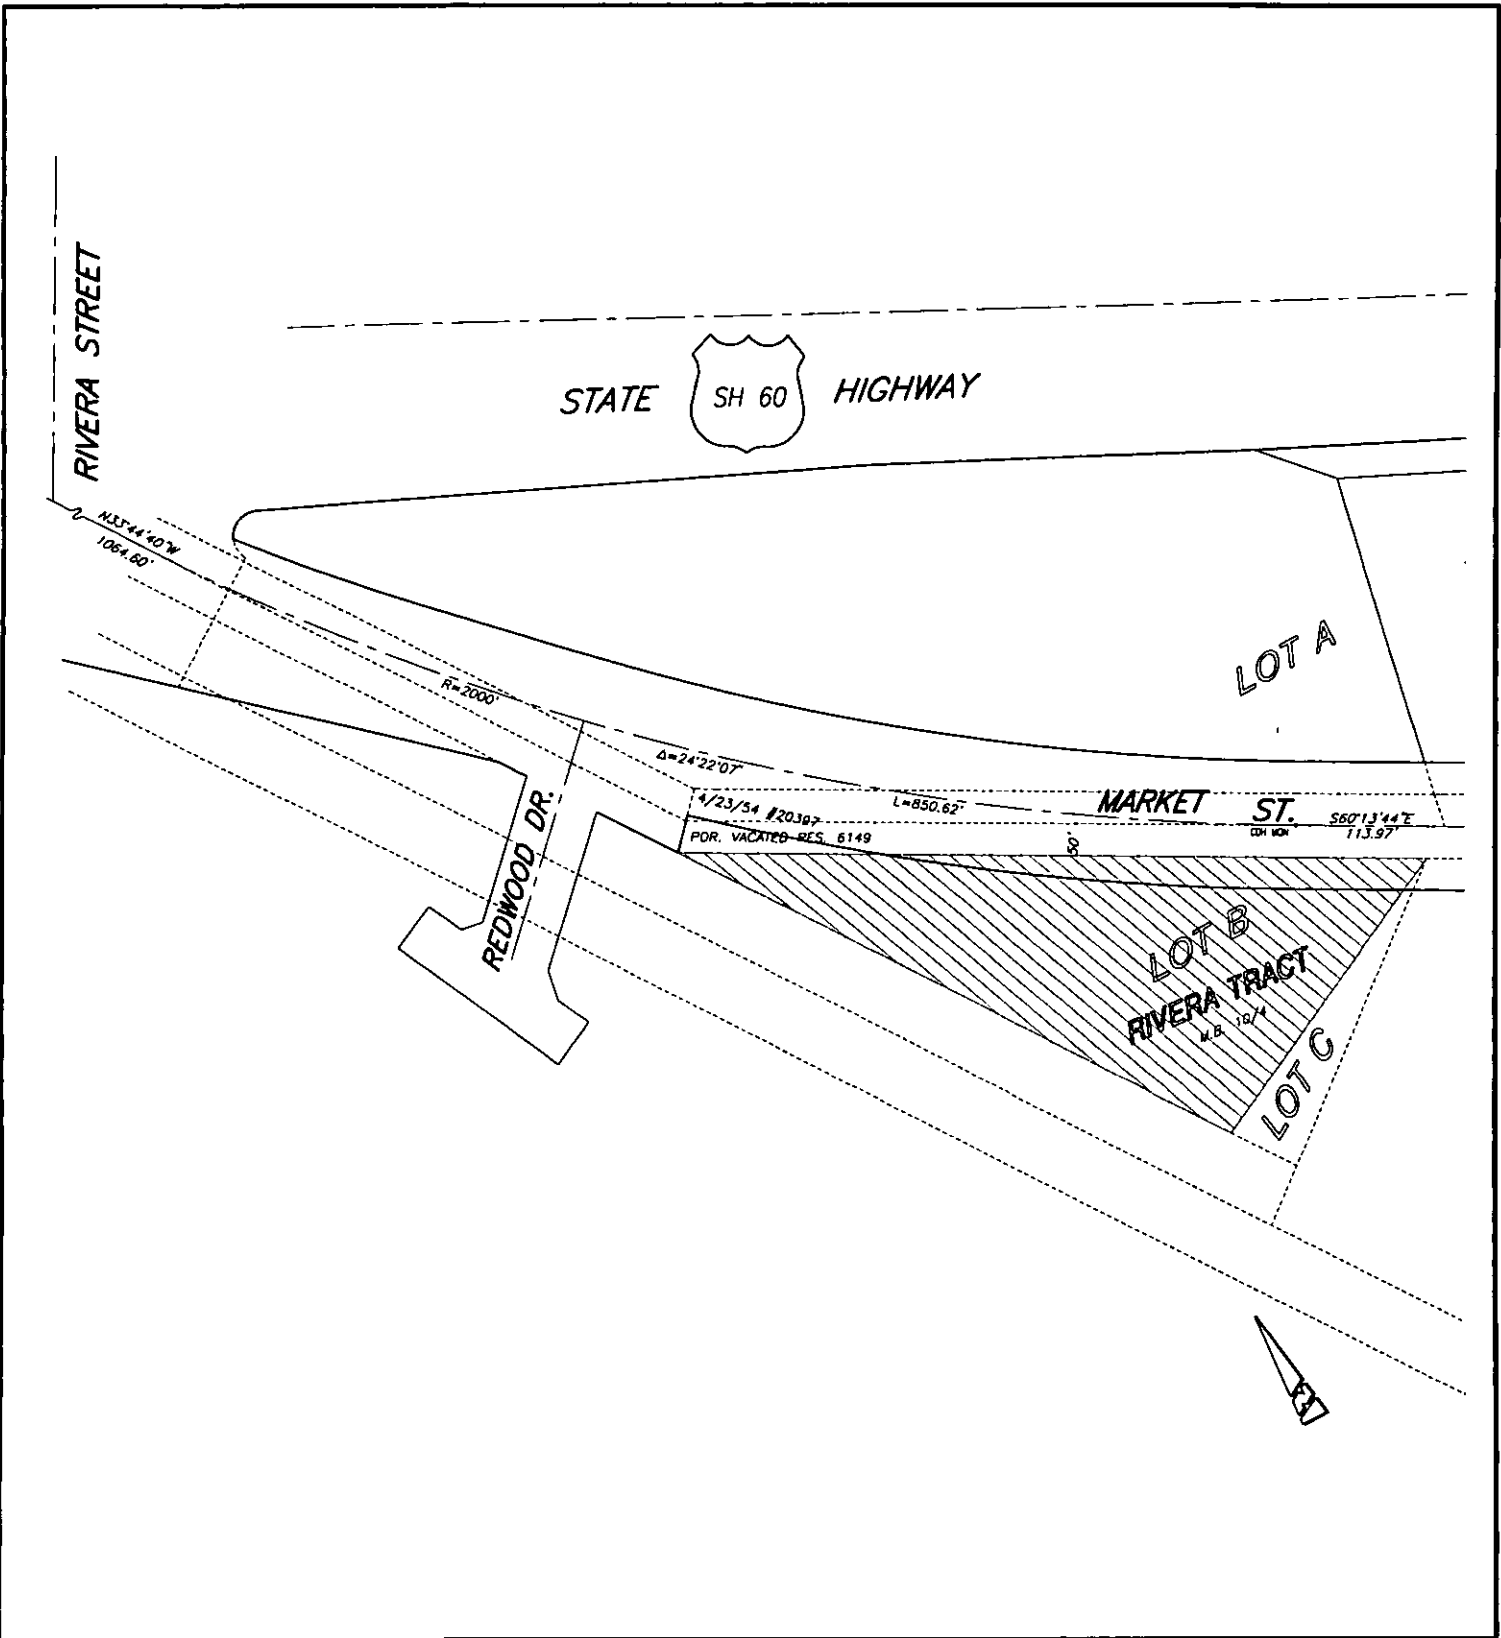 RIVERA STREET
STATE SH 60 HIGHWAY
N33°44'40"W
1064.60'
LOT A
R=2000'
Δ=24°22'07"
4/23/54 #20397
L=850.62'
MARKET ST.
S60°13'44"E
113.97'
POR. VACATED RES. 6149
50'
REDWOOD DR.
LOT B
RIVERA TRACT
M.B. 10/4
LOT C